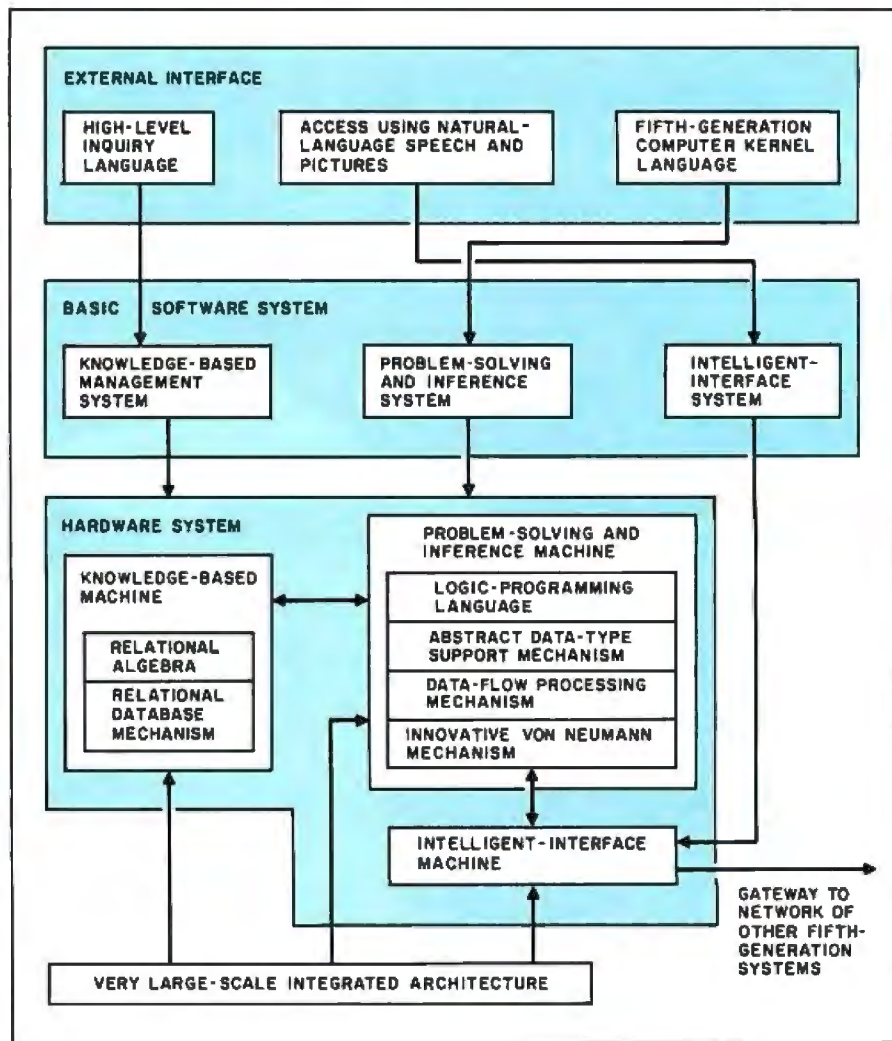 EXTERNAL INTERFACE
HIGH-LEVEL
INQUIRY
LANGUAGE
ACCESS USING NATURAL-
LANGUAGE SPEECH AND
PICTURES
FIFTH-GENERATION
COMPUTER KERNEL
LANGUAGE
BASIC SOFTWARE SYSTEM
KNOWLEDGE-BASED
MANAGEMENT
SYSTEM
PROBLEM-SOLVING
AND INFERENCE
SYSTEM
INTELLIGENT-
INTERFACE
SYSTEM
HARDWARE SYSTEM
KNOWLEDGE-BASED
MACHINE
RELATIONAL
ALGEBRA
RELATIONAL
DATABASE
MECHANISM
PROBLEM-SOLVING AND
INFERENCE MACHINE
LOGIC-PROGRAMMING
LANGUAGE
ABSTRACT DATA-TYPE
SUPPORT MECHANISM
DATA-FLOW PROCESSING
MECHANISM
INNOVATIVE VON NEUMANN
MECHANISM
INTELLIGENT-INTERFACE
MACHINE
GATEWAY TO
NETWORK OF
OTHER FIFTH-
GENERATION
SYSTEMS
VERY LARGE-SCALE INTEGRATED ARCHITECTURE